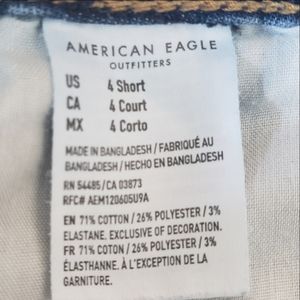 AMERICAN EAGLE
OUTFITTERS
US 4 Short
CA 4 Court
MX 4 Corto
MADE IN BANGLADESH / FABRIQUÉ AU
BANGLADESH / HECHO EN BANGLADESH
RN 54485/ CA 03873
RFC# AEM120605U9A
EN 71% COTTON / 26% POLYESTER / 3%
ELASTANE. EXCLUSIVE OF DECORATION.
FR 71% COTON / 26% POLYESTER / 3%
ÉLASTHANNE. À L'EXCEPTION DE LA
GARNITURE.